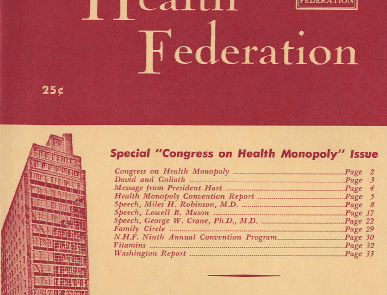 FEDERATION
Health
Federation
25¢
Special "Congress on Health Monopoly" Issue
Congress on Health Monopoly Page 2
David and Goliath Page 3
Message from President Hart Page 4
Health Monopoly Convention Report Page 5
Speech, Miles H. Robinson, M.D. Page 8
Speech, Lowell B. Mason Page 17
Speech, George W. Crane, Ph.D., M.D. Page 22
Family Circle Page 29
N.H.F. Ninth Annual Convention Program Page 30
Vitamins Page 32
Washington Report Page 33